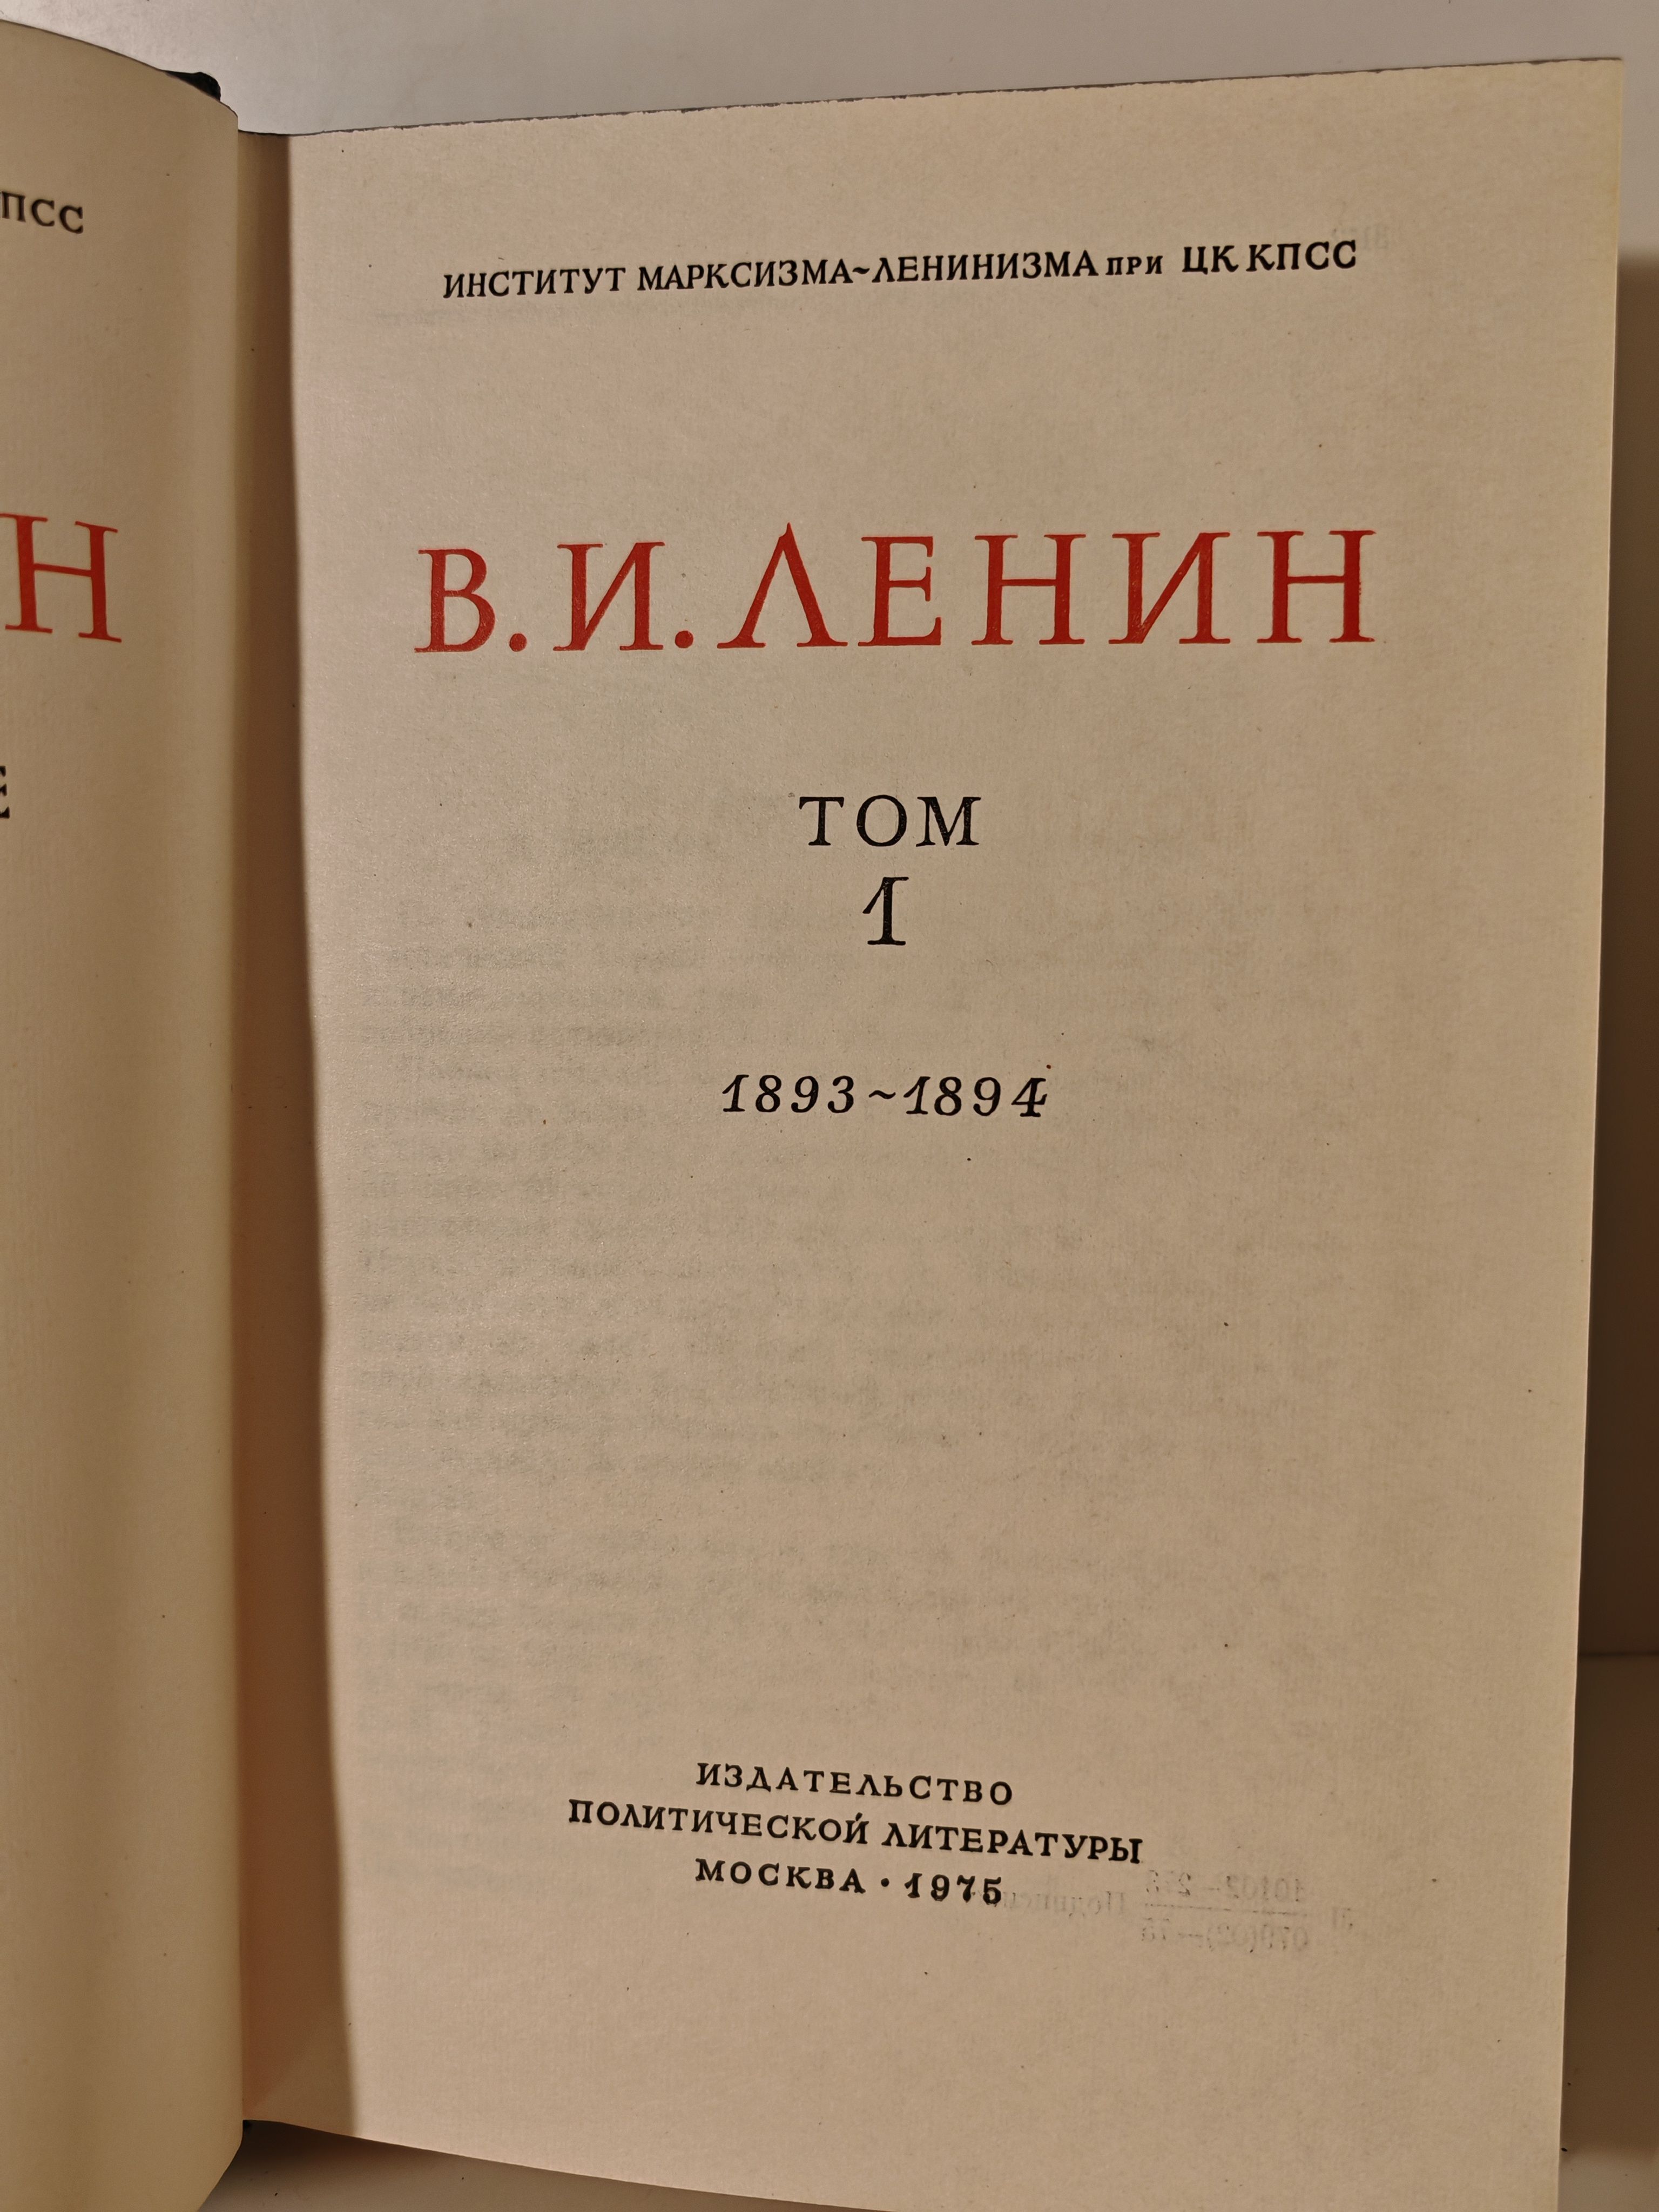 ПСС
Н
Е
ИНСТИТУТ МАРКСИЗМА~ЛЕНИНИЗМА при ЦК КПСС
В. И. ЛЕНИН
ТОМ
1
1893~1894
ИЗДАТЕЛЬСТВО
ПОЛИТИЧЕСКОЙ ЛИТЕРАТУРЫ
МОСКВА · 1975